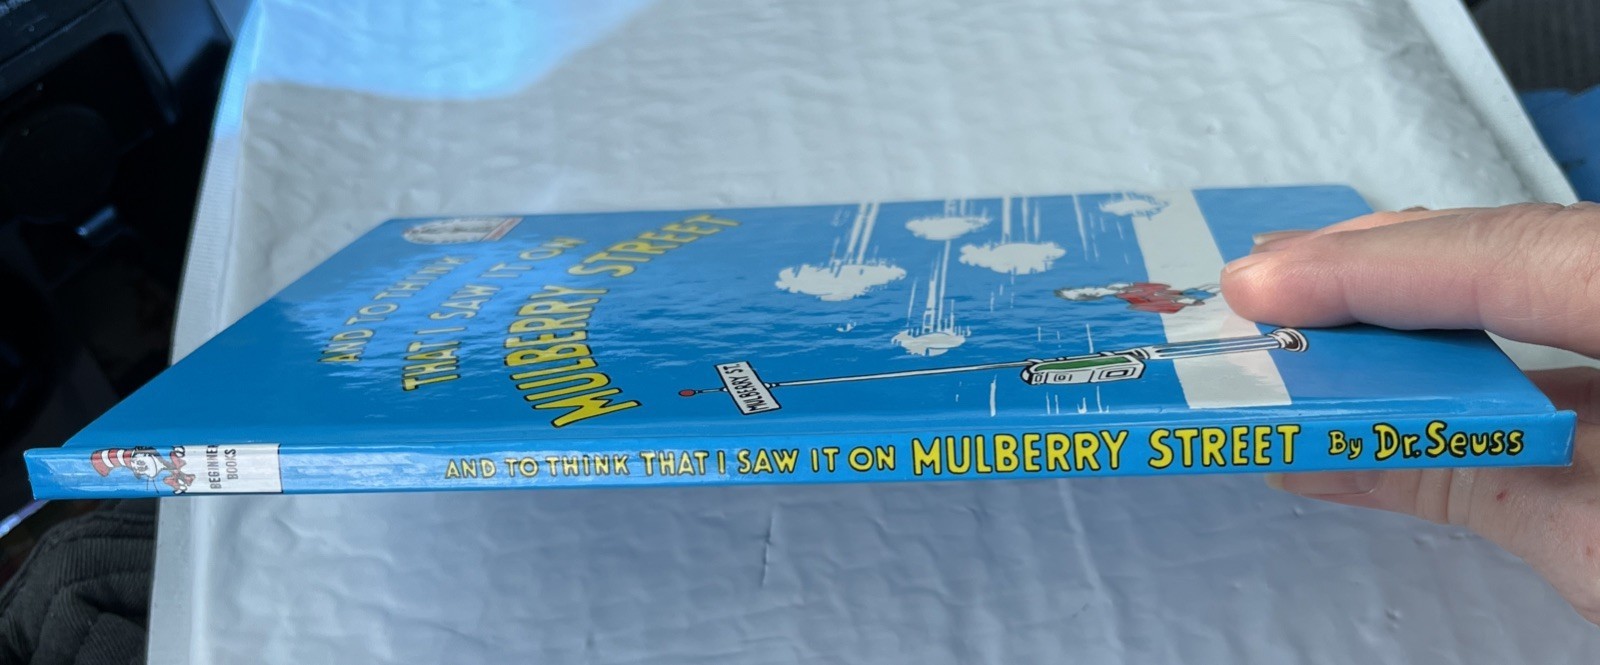 AND TO THINK
THAT I SAW IT ON
MULBERRY STREET
MULBERRY ST.
BEGINNER
BOOKS
AND TO THINK THAT I SAW IT ON MULBERRY STREET By Dr. Seuss